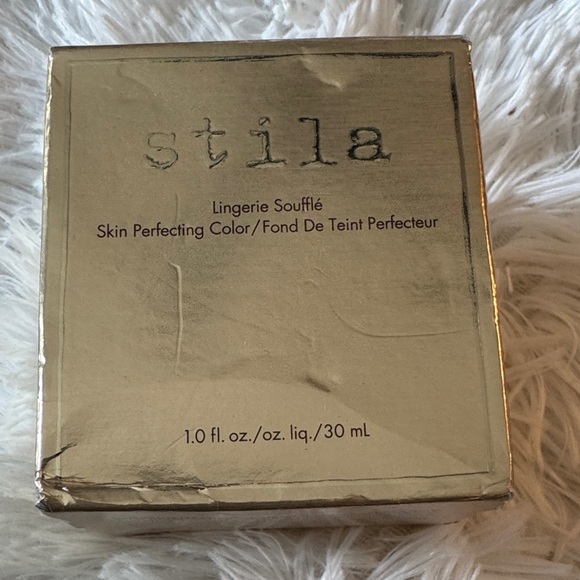 stila
Lingerie Soufflé
Skin Perfecting Color/Fond De Teint Perfecteur
1.0 fl. oz./oz. liq./30 mL